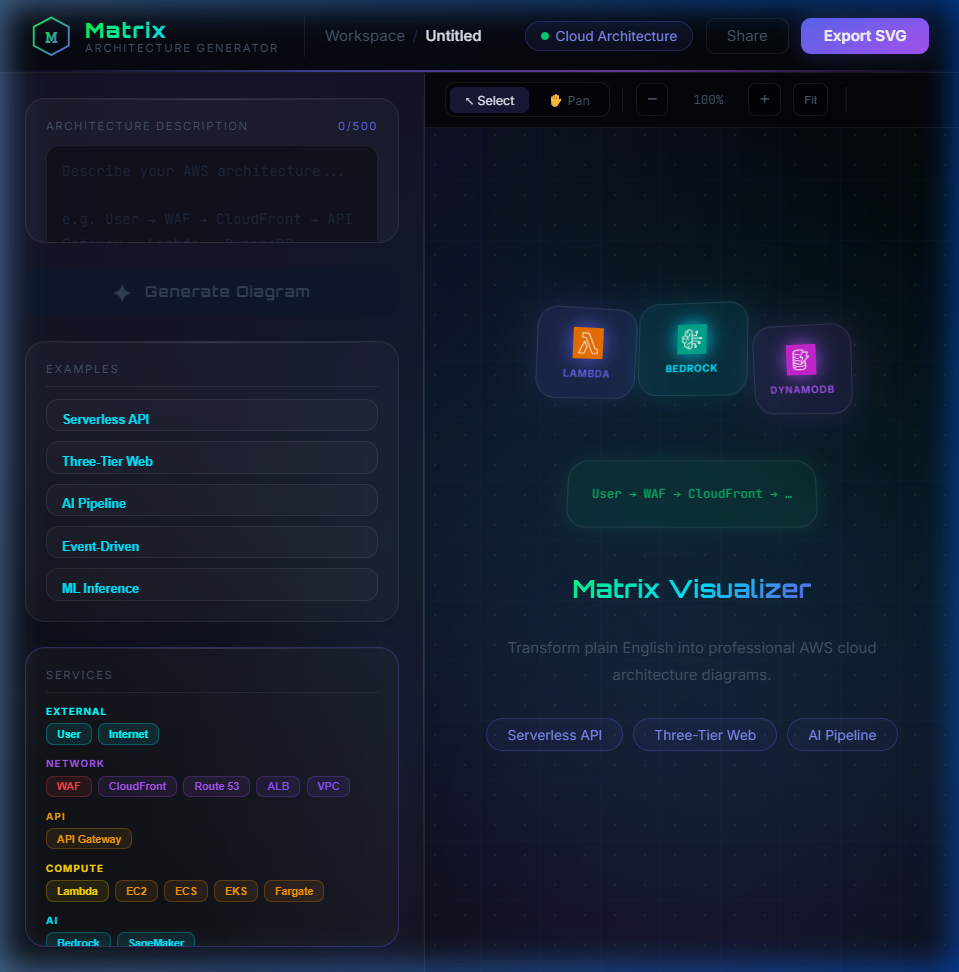 M
Matrix
ARCHITECTURE GENERATOR
Workspace / Untitled
Cloud Architecture
Share
Export SVG
ARCHITECTURE DESCRIPTION
0/500
Describe your AWS architecture...
e.g. User → WAF → CloudFront → API
Gateway → Lambda → DynamoDB
Generate Diagram
EXAMPLES
Serverless API
Three-Tier Web
AI Pipeline
Event-Driven
ML Inference
SERVICES
EXTERNAL
User Internet
NETWORK
WAF CloudFront Route 53 ALB VPC
API
API Gateway
COMPUTE
Lambda EC2 ECS EKS Fargate
AI
Bedrock SageMaker
Select
Pan
− 100% +
Fit
LAMBDA
BEDROCK
DYNAMODB
User → WAF → CloudFront → …
Matrix Visualizer
Transform plain English into professional AWS cloud
architecture diagrams.
Serverless API
Three-Tier Web
AI Pipeline